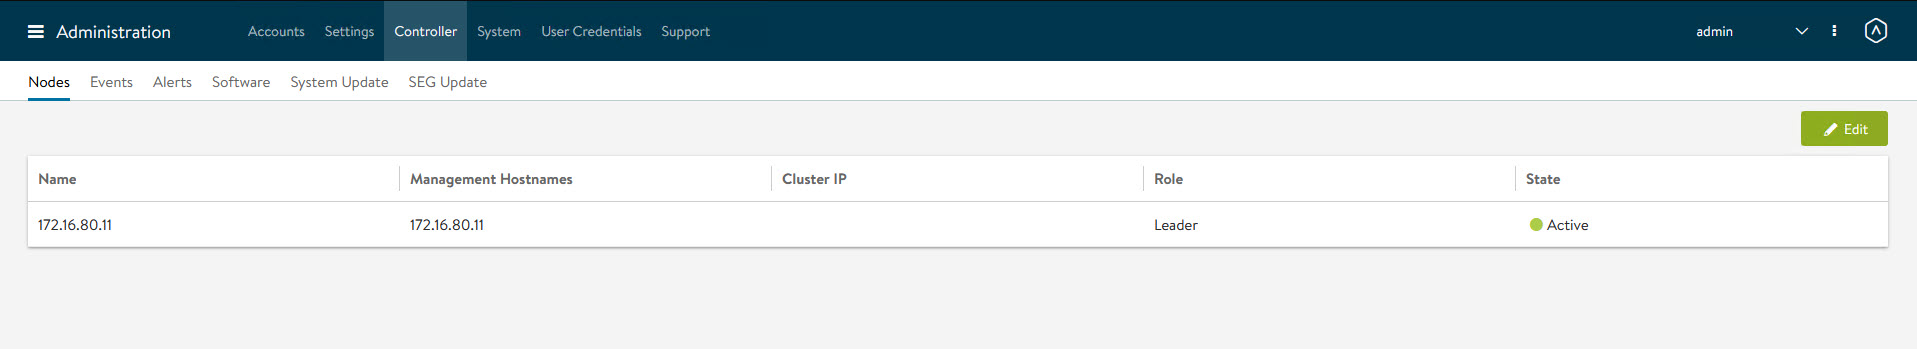 Administration Accounts Settings Controller System User Credentials Support admin
Nodes Events Alerts Software System Update SEG Update
Edit
Name Management Hostnames Cluster IP Role State
172.16.80.11 172.16.80.11 Leader Active